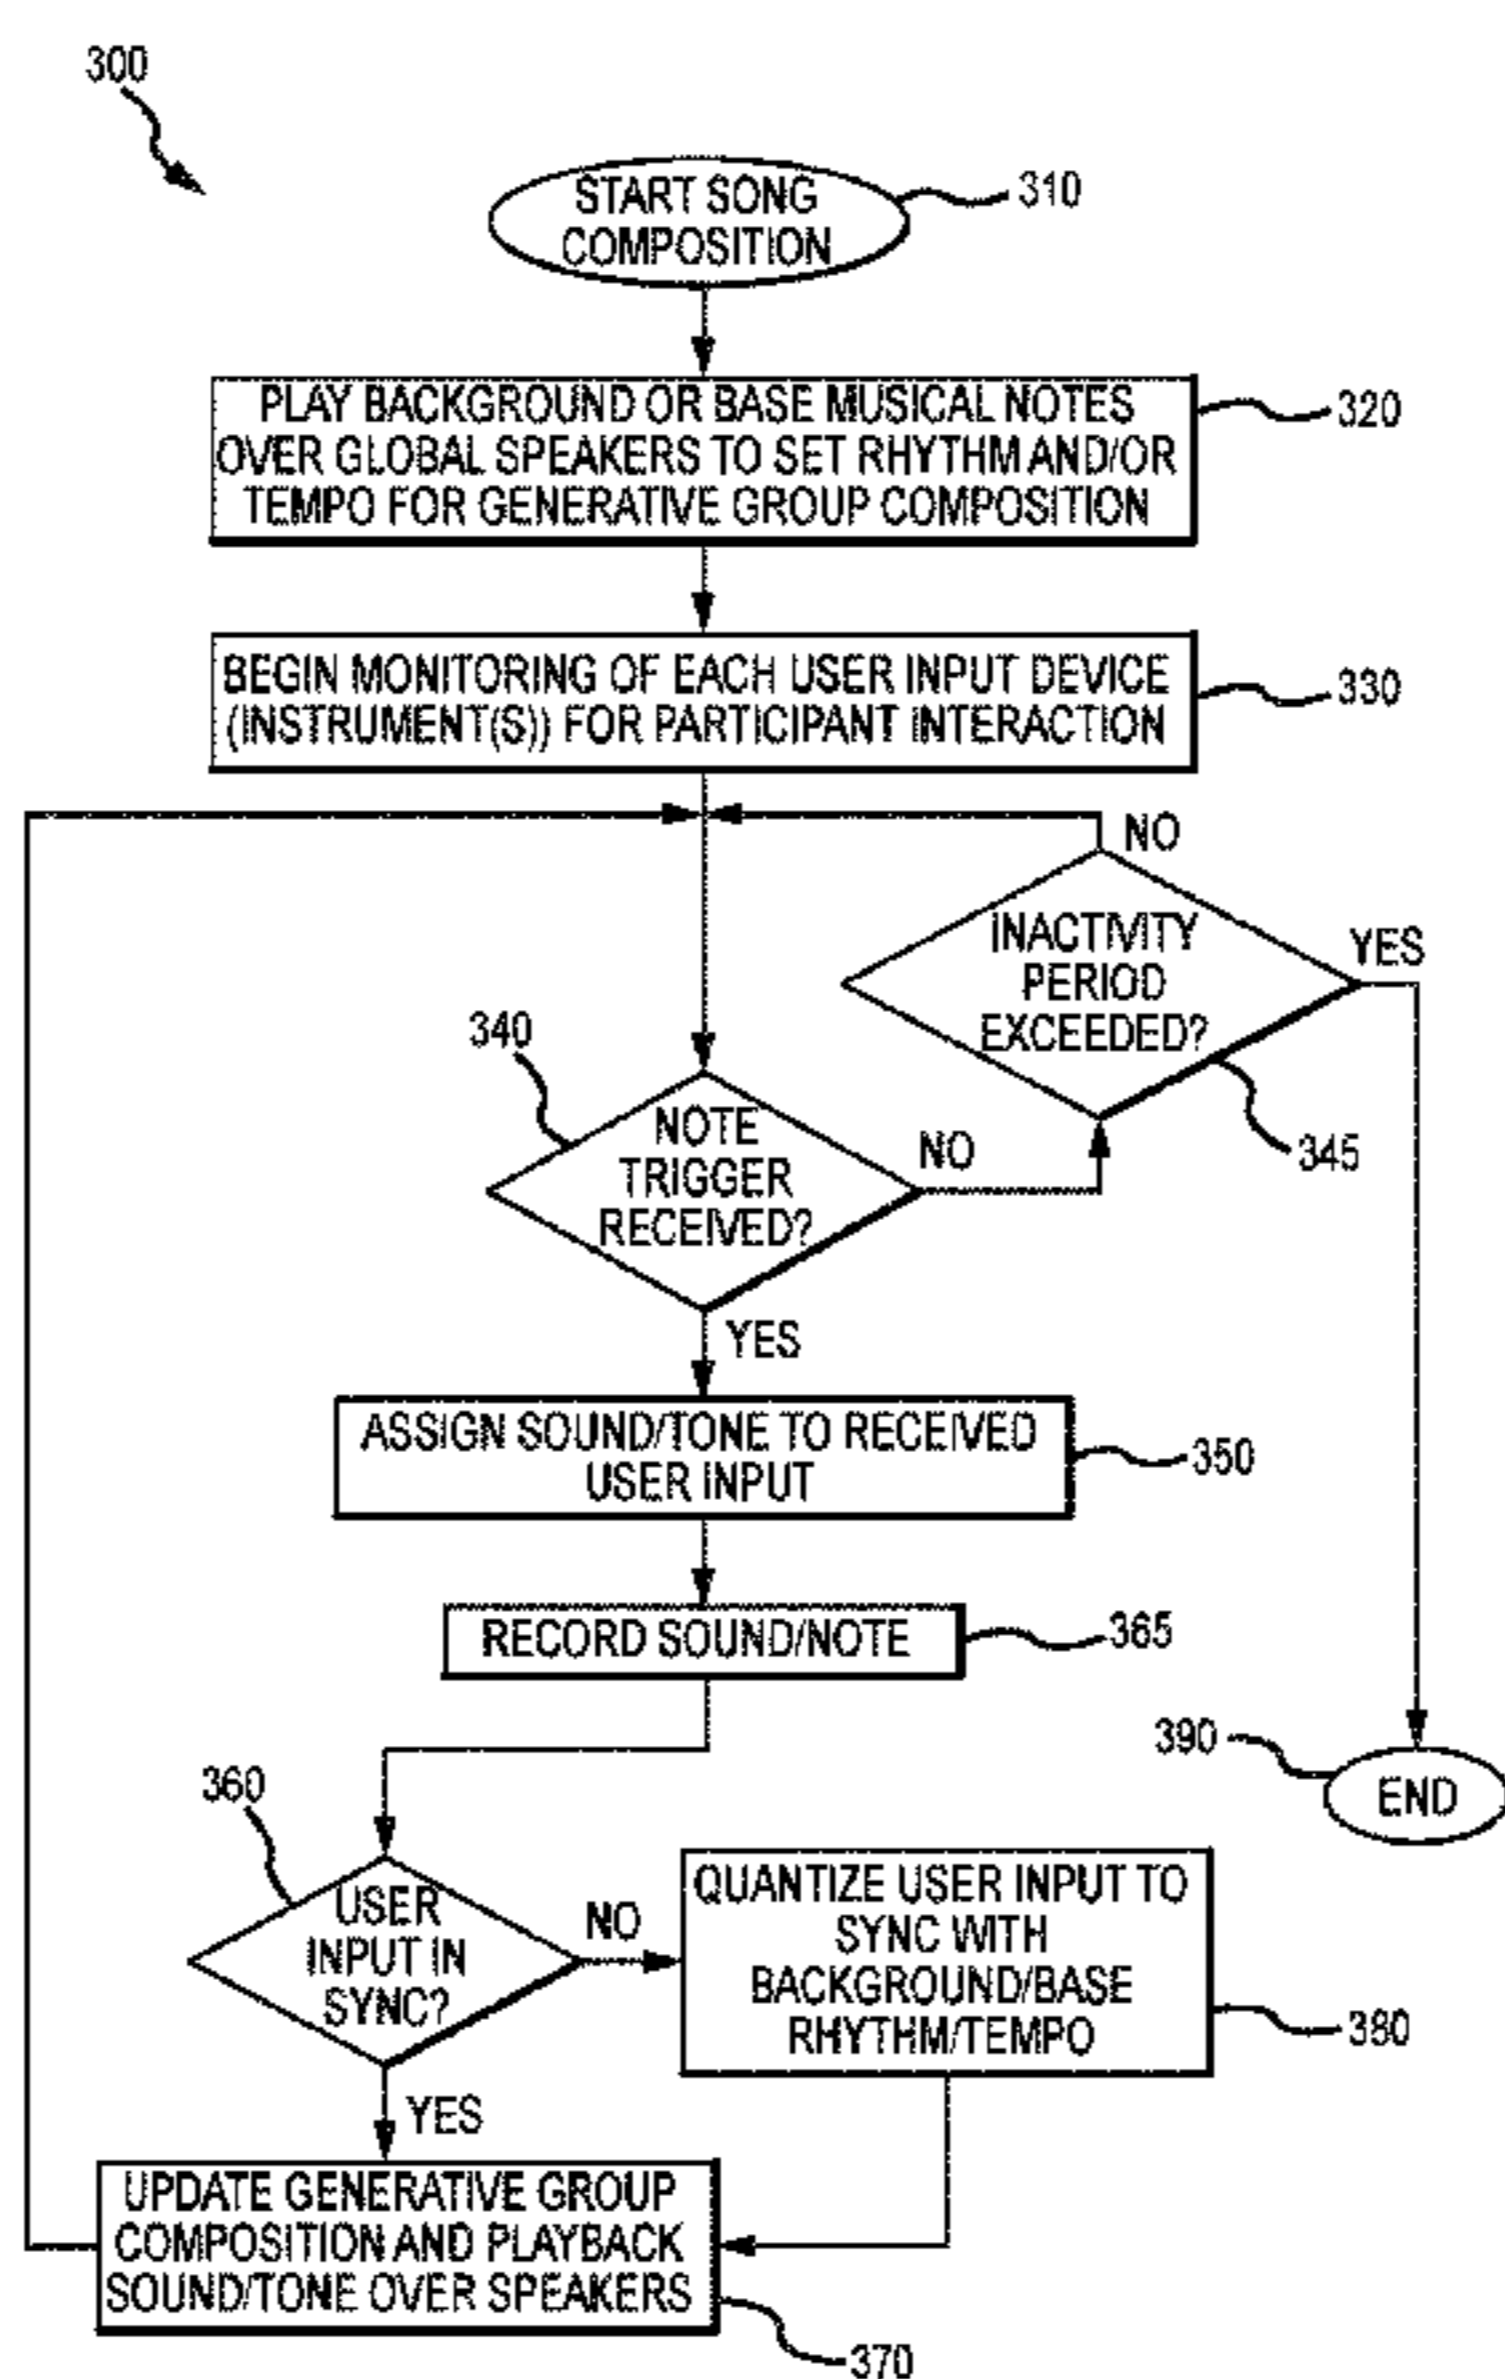 300
START SONG
COMPOSITION
310
PLAY BACKGROUND OR BASE MUSICAL NOTES
OVER GLOBAL SPEAKERS TO SET RHYTHM AND/OR
TEMPO FOR GENERATIVE GROUP COMPOSITION
320
BEGIN MONITORING OF EACH USER INPUT DEVICE
(INSTRUMENT(S)) FOR PARTICIPANT INTERACTION
330
NO
INACTIVITY
PERIOD
EXCEEDED?
YES
345
340
NOTE
TRIGGER
RECEIVED?
NO
YES
ASSIGN SOUND/TONE TO RECEIVED
USER INPUT
350
RECORD SOUND/NOTE
365
390
END
360
USER
INPUT IN
SYNC?
NO
QUANTIZE USER INPUT TO
SYNC WITH
BACKGROUND/BASE
RHYTHM/TEMPO
380
YES
UPDATE GENERATIVE GROUP
COMPOSITION AND PLAYBACK
SOUND/TONE OVER SPEAKERS
370